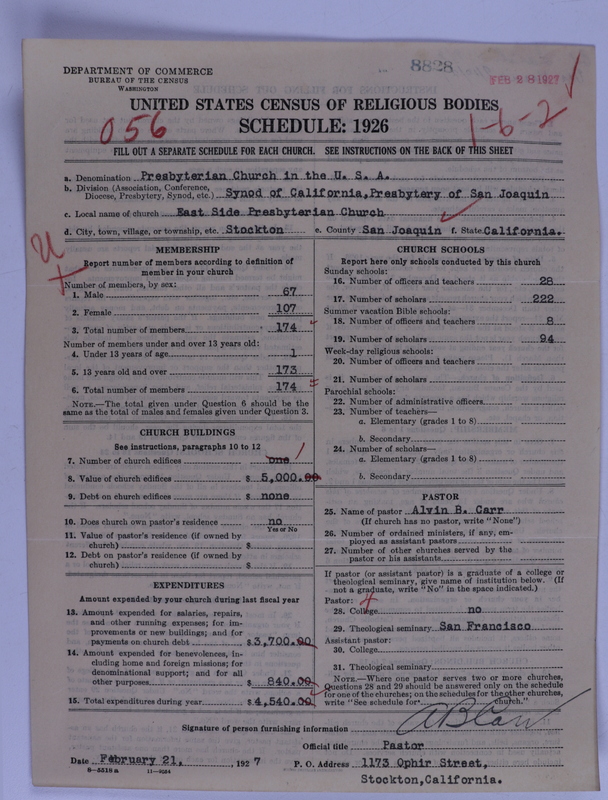 8828
FEB 28 1927
DEPARTMENT OF COMMERCE
BUREAU OF THE CENSUS
WASHINGTON
UNITED STATES CENSUS OF RELIGIOUS BODIES
056
SCHEDULE: 1926
1-6-2
FILL OUT A SEPARATE SCHEDULE FOR EACH CHURCH. SEE INSTRUCTIONS ON THE BACK OF THIS SHEET
a. Denomination Presbyterian Church in the U. S. A.
b. Division (Association, Conference, Diocese, Presbytery, Synod, etc.) Synod of California, Presbytery of San Joaquin
c. Local name of church East Side Presbyterian Church
d. City, town, village, or township, etc. Stockton e. County San Joaquin f. State California.
MEMBERSHIP
Report number of members according to definition of
member in your church
Number of members, by sex:
1. Male 67
2. Female 107
3. Total number of members 174
Number of members under and over 13 years old:
4. Under 13 years of age 1
5. 13 years old and over 173
6. Total number of members 174
NOTE.—The total given under Question 6 should be the
same as the total of males and females given under Question 3.
CHURCH BUILDINGS
See instructions, paragraphs 10 to 12
7. Number of church edifices one 1
8. Value of church edifices $ 5,000.00
9. Debt on church edifices $ none
10. Does church own pastor's residence no
Yes or No
11. Value of pastor's residence (if owned by
church) $
12. Debt on pastor's residence (if owned by
church) $
EXPENDITURES
Amount expended by your church during last fiscal year
13. Amount expended for salaries, repairs,
and other running expenses; for im-
provements or new buildings; and for
payments on church debt $3,700.00
14. Amount expended for benevolences, in-
cluding home and foreign missions; for
denominational support; and for all
other purposes $ 840.00
15. Total expenditures during year $4,540.00
CHURCH SCHOOLS
Report here only schools conducted by this church
Sunday schools:
16. Number of officers and teachers 28
17. Number of scholars 222
Summer vacation Bible schools:
18. Number of officers and teachers 8
19. Number of scholars 94
Week-day religious schools:
20. Number of officers and teachers
21. Number of scholars
Parochial schools:
22. Number of administrative officers
23. Number of teachers—
a. Elementary (grades 1 to 8)
b. Secondary
24. Number of scholars—
a. Elementary (grades 1 to 8)
b. Secondary
PASTOR
25. Name of pastor Alvin B. Carr
(If church has no pastor, write "None")
26. Number of ordained ministers, if any, em-
ployed as assistant pastors
27. Number of other churches served by the
pastor or his assistants
If pastor (or assistant pastor) is a graduate of a college or
theological seminary, give name of institution below. (If
not a graduate, write "No" in the space indicated.)
Pastor:
28. College no
29. Theological seminary San Francisco
Assistant pastor:
30. College
31. Theological seminary
NOTE.—Where one pastor serves two or more churches,
Questions 28 and 29 should be answered only on the schedule
for one of the churches; on the schedules for the other churches,
write "See schedule for church."
Signature of person furnishing information A B Carr
Official title Pastor
Date February 21, 1927 P. O. Address 1173 Ophir Street,
8-5518 a 11-9264
Stockton, California.